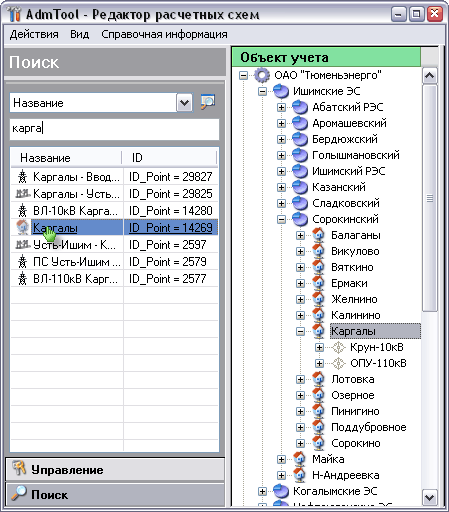 AdmTool - Редактор расчетных схем
Действия Вид Справочная информация
Поиск
Название
карга
Название ID
Каргалы - Ввод... ID_Point = 29827
Каргалы - Усть... ID_Point = 29825
ВЛ-10кВ Карга... ID_Point = 14280
Каргалы ID_Point = 14269
Усть-Ишим - К... ID_Point = 2597
ПС Усть-Ишим ID_Point = 2579
ВЛ-110кВ Карг... ID_Point = 2577
Управление
Поиск
Объект учета
ОАО "Тюменьэнерго"
Ишимские ЭС
Абатский РЭС
Аромашевский
Бердюжский
Голышмановский
Ишимский РЭС
Казанский
Сладковский
Сорокинский
Балаганы
Викулово
Вяткино
Ермаки
Желнино
Калинино
Каргалы
Крун-10кВ
ОПУ-110кВ
Лотовка
Озерное
Пинигино
Поддубровное
Сорокино
Майка
Н-Андреевка
Когалымские ЭС